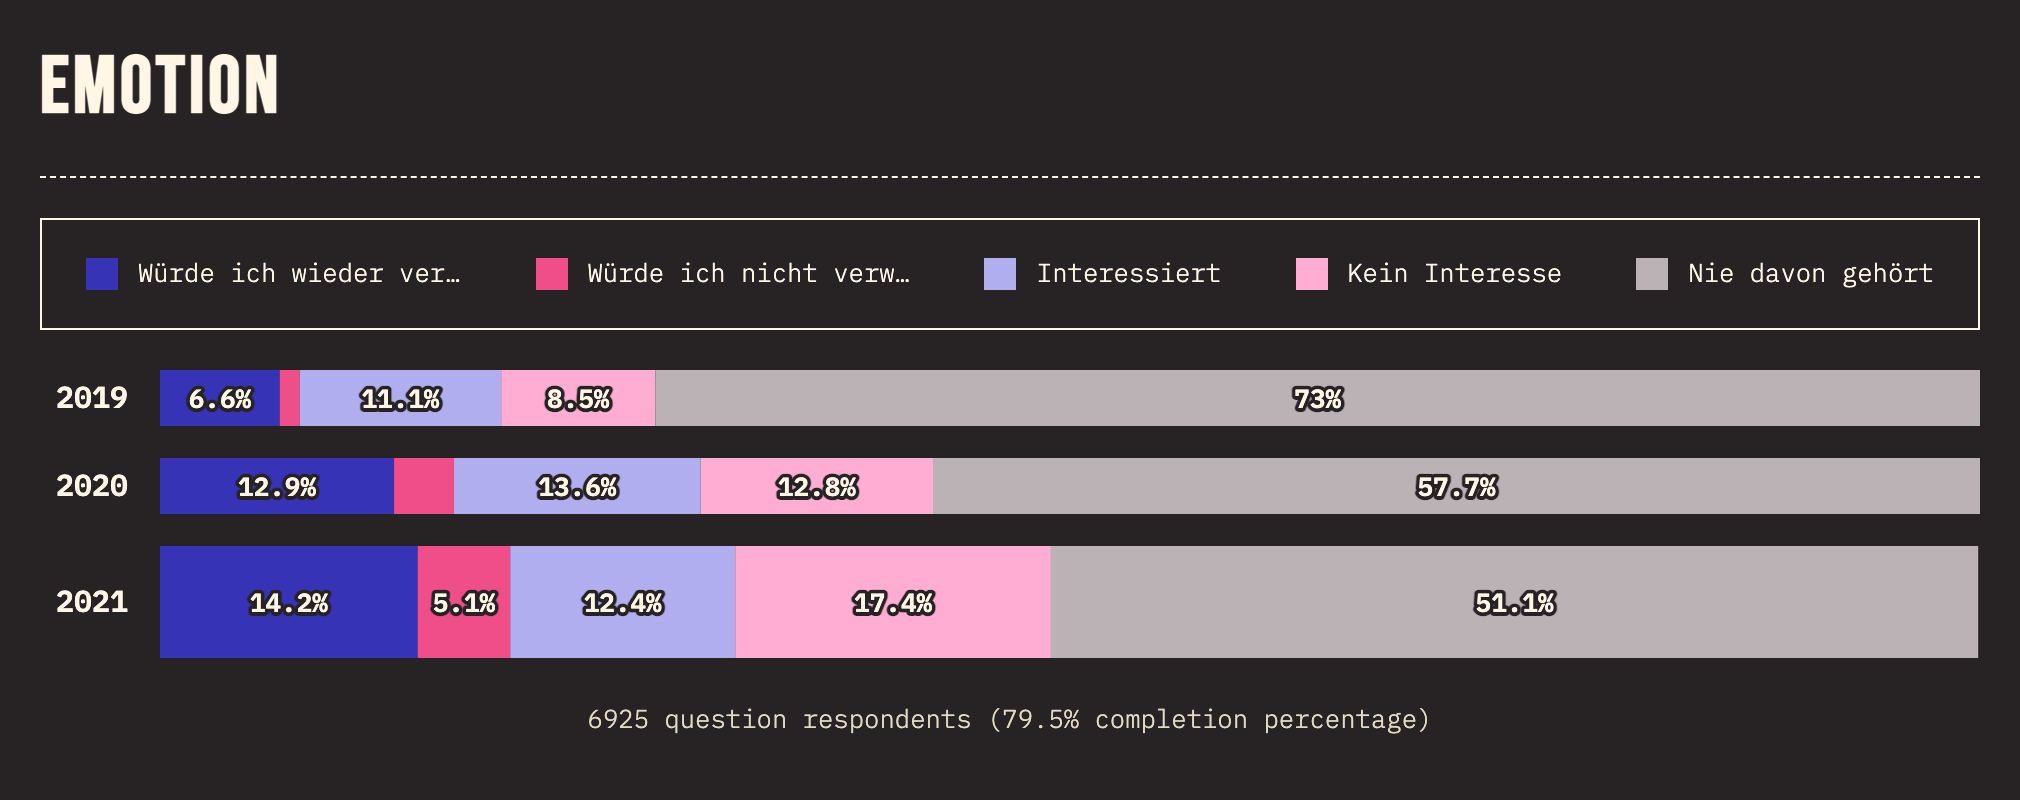 EMOTION
Würde ich wieder ver… Würde ich nicht verw… Interessiert Kein Interesse Nie davon gehört
2019 6.6% 11.1% 8.5% 73%
2020 12.9% 13.6% 12.8% 57.7%
2021 14.2% 5.1% 12.4% 17.4% 51.1%
6925 question respondents (79.5% completion percentage)